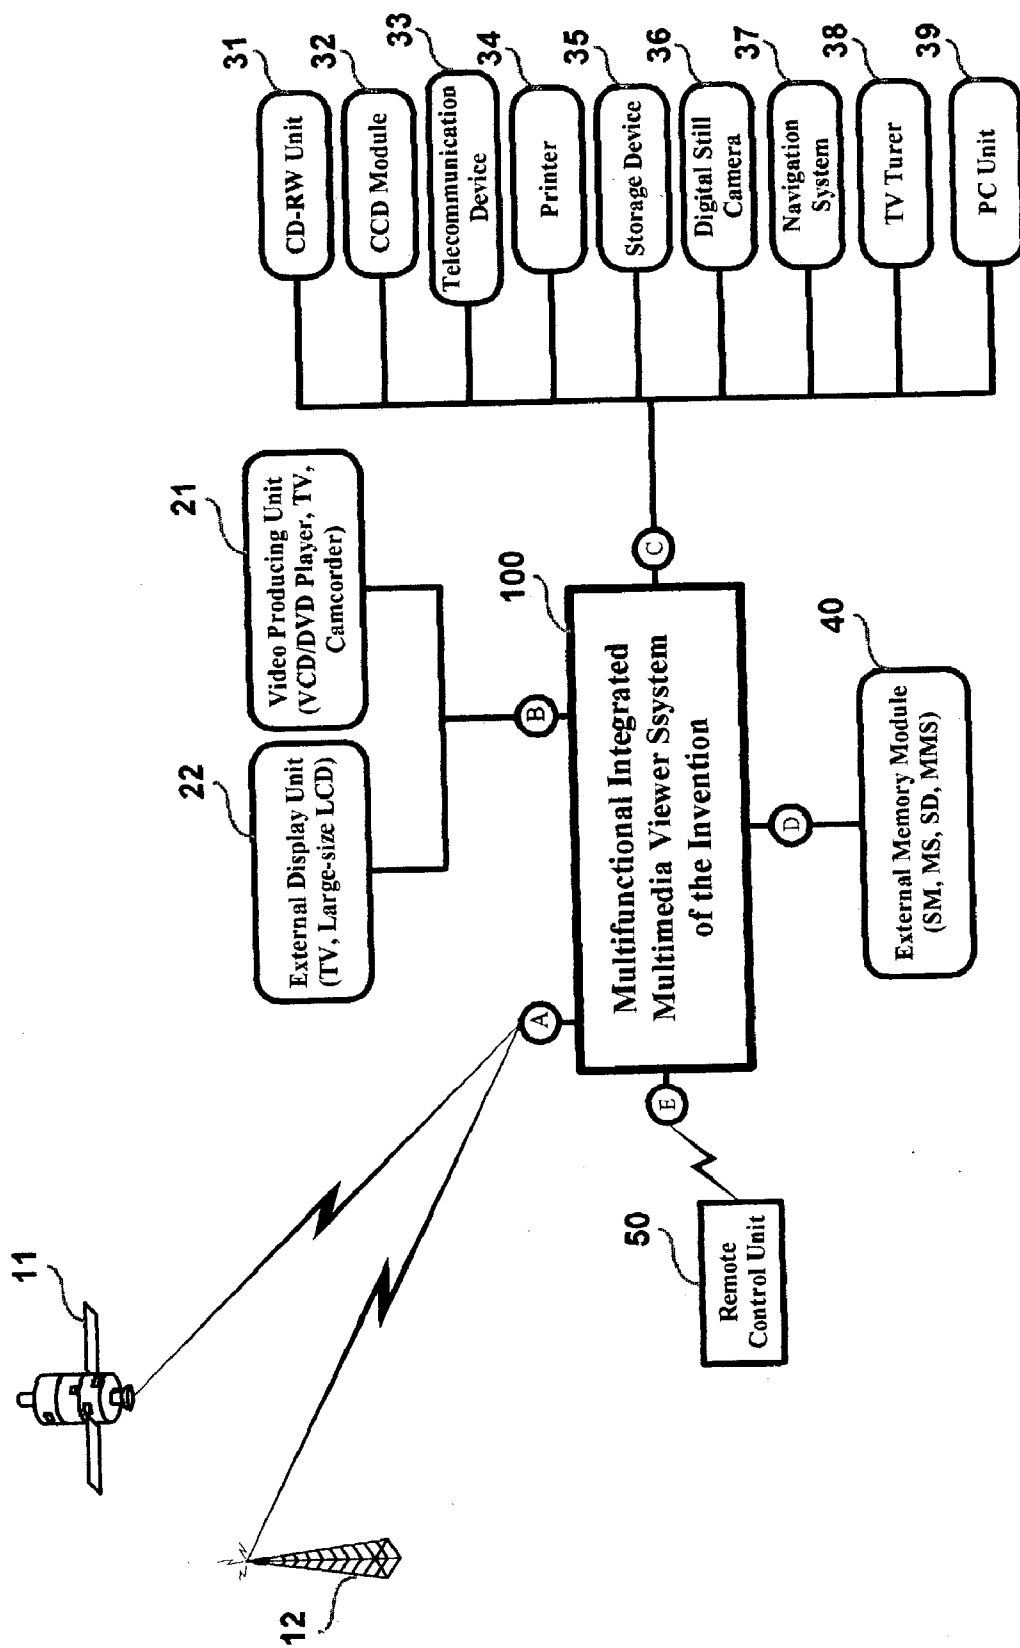 11
12
22
External Display Unit
(TV, Large-size LCD)
21
Video Producing Unit
(VCD/DVD Player, TV,
Camcorder)
A
B
50
Remote
Control Unit
E
100
Multifunctional Integrated
Multimedia Viewer Ssystem
of the Invention
C
D
40
External Memory Module
(SM, MS, SD, MMS)
31
CD-RW Unit
32
CCD Module
33
Telecommunication
Device
34
Printer
35
Storage Device
36
Digital Still
Camera
37
Navigation
System
38
TV Turer
39
PC Unit